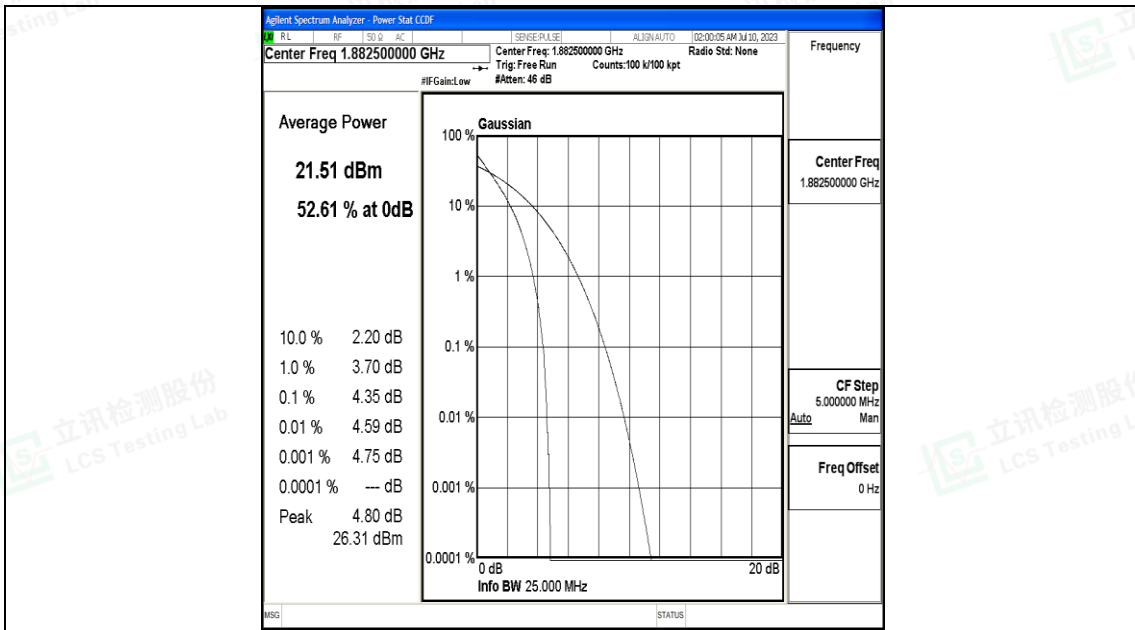 Agilent Spectrum Analyzer - Power Stat CCDF
RL RF 50 Ω AC SENSE:PULSE ALIGN AUTO 02:00:05 AM Jul 10, 2023
Center Freq 1.882500000 GHz
Center Freq: 1.882500000 GHz Radio Std: None
Trig: Free Run Counts:100 k/100 kpt
#IFGain:Low #Atten: 46 dB
Frequency
Average Power
21.51 dBm
52.61 % at 0dB
10.0 % 2.20 dB
1.0 % 3.70 dB
0.1 % 4.35 dB
0.01 % 4.59 dB
0.001 % 4.75 dB
0.0001 % --- dB
Peak 4.80 dB
26.31 dBm
Gaussian
100 %
10 %
1 %
0.1 %
0.01 %
0.001 %
0.0001 %
0 dB 20 dB
Info BW 25.000 MHz
Center Freq
1.882500000 GHz
CF Step
5.000000 MHz
Auto Man
Freq Offset
0 Hz
MSG STATUS
立讯检测股份
LCS Testing Lab
立讯检测股份
LCS Testing L